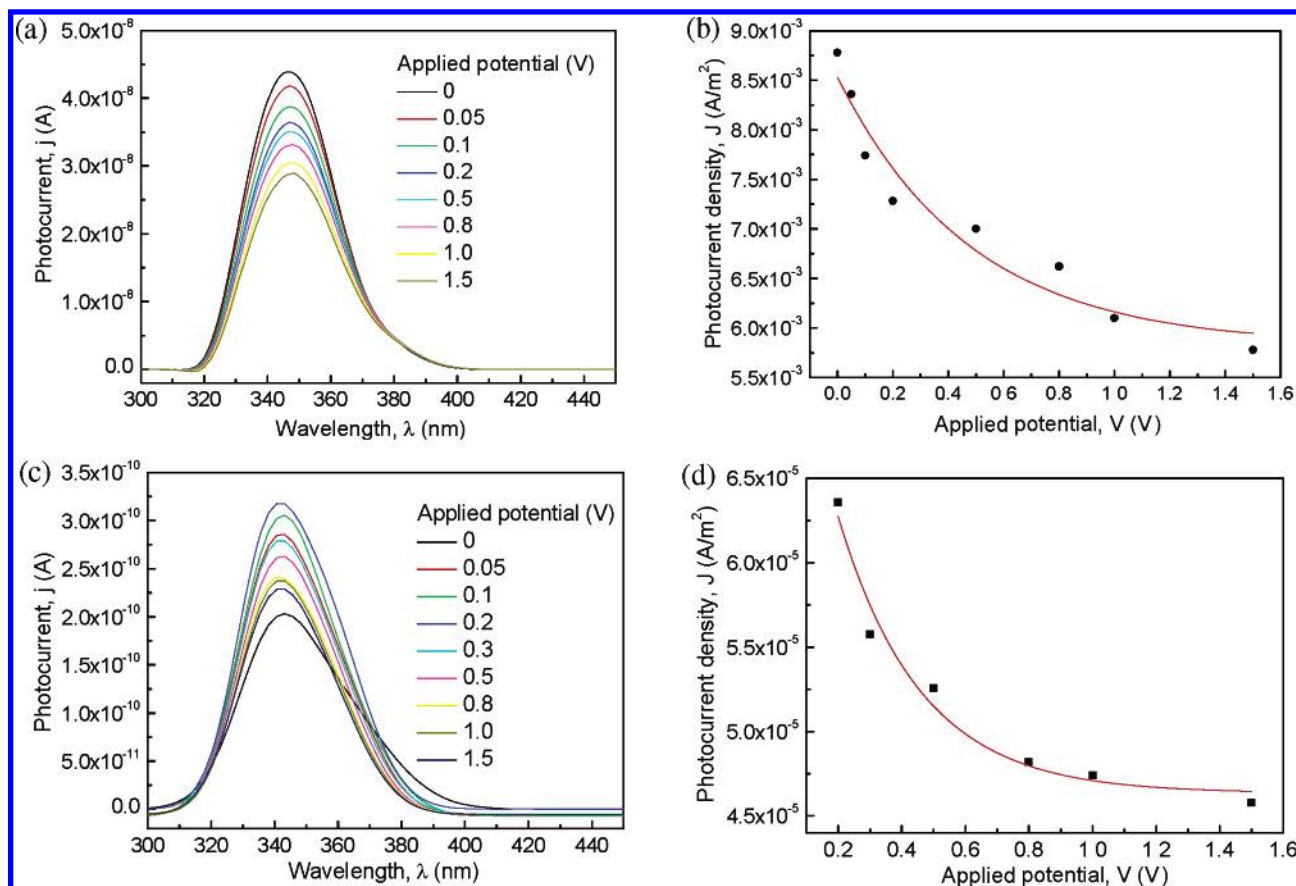 (a)
5.0x10⁻⁸
4.0x10⁻⁸
3.0x10⁻⁸
2.0x10⁻⁸
1.0x10⁻⁸
0.0
Photocurrent, j (A)
Applied potential (V)
0
0.05
0.1
0.2
0.5
0.8
1.0
1.5
300 320 340 360 380 400 420 440
Wavelength, λ (nm)
(b)
9.0x10⁻³
8.5x10⁻³
8.0x10⁻³
7.5x10⁻³
7.0x10⁻³
6.5x10⁻³
6.0x10⁻³
5.5x10⁻³
Photocurrent density, J (A/m²)
0.0 0.2 0.4 0.6 0.8 1.0 1.2 1.4 1.6
Applied potential, V (V)
(c)
3.5x10⁻¹⁰
3.0x10⁻¹⁰
2.5x10⁻¹⁰
2.0x10⁻¹⁰
1.5x10⁻¹⁰
1.0x10⁻¹⁰
5.0x10⁻¹¹
0.0
Photocurrent, j (A)
Applied potential (V)
0
0.05
0.1
0.2
0.3
0.5
0.8
1.0
1.5
300 320 340 360 380 400 420 440
Wavelength, λ (nm)
(d)
6.5x10⁻⁵
6.0x10⁻⁵
5.5x10⁻⁵
5.0x10⁻⁵
4.5x10⁻⁵
Photocurrent density, J (A/m²)
0.2 0.4 0.6 0.8 1 0 1.2 1.4 1.6
Applied potential, V (V)